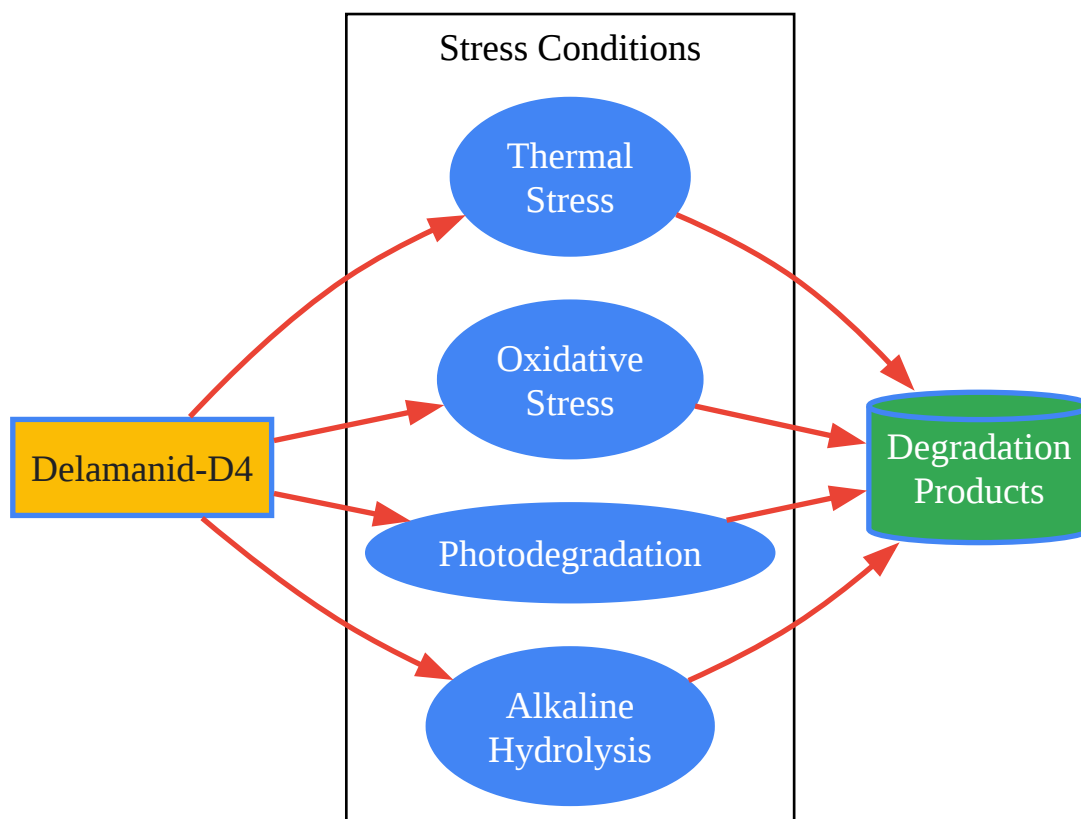 Stress Conditions
Thermal
Stress
Oxidative
Stress
Delamanid-D4
Degradation
Products
Photodegradation
Alkaline
Hydrolysis